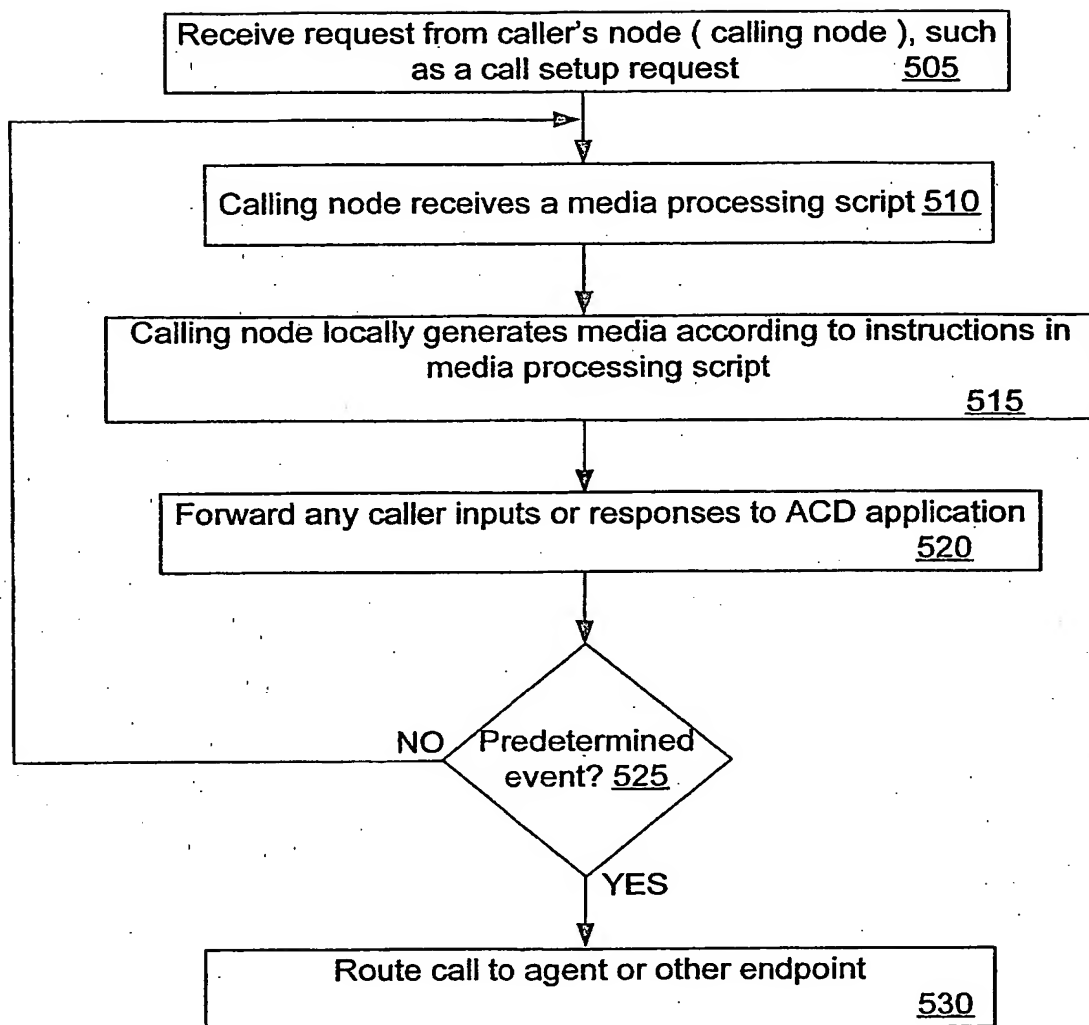 Receive request from caller's node ( calling node ), such
as a call setup request 505
Calling node receives a media processing script 510
Calling node locally generates media according to instructions in
media processing script
515
Forward any caller inputs or responses to ACD application
520
NO
Predetermined
event? 525
YES
Route call to agent or other endpoint
530